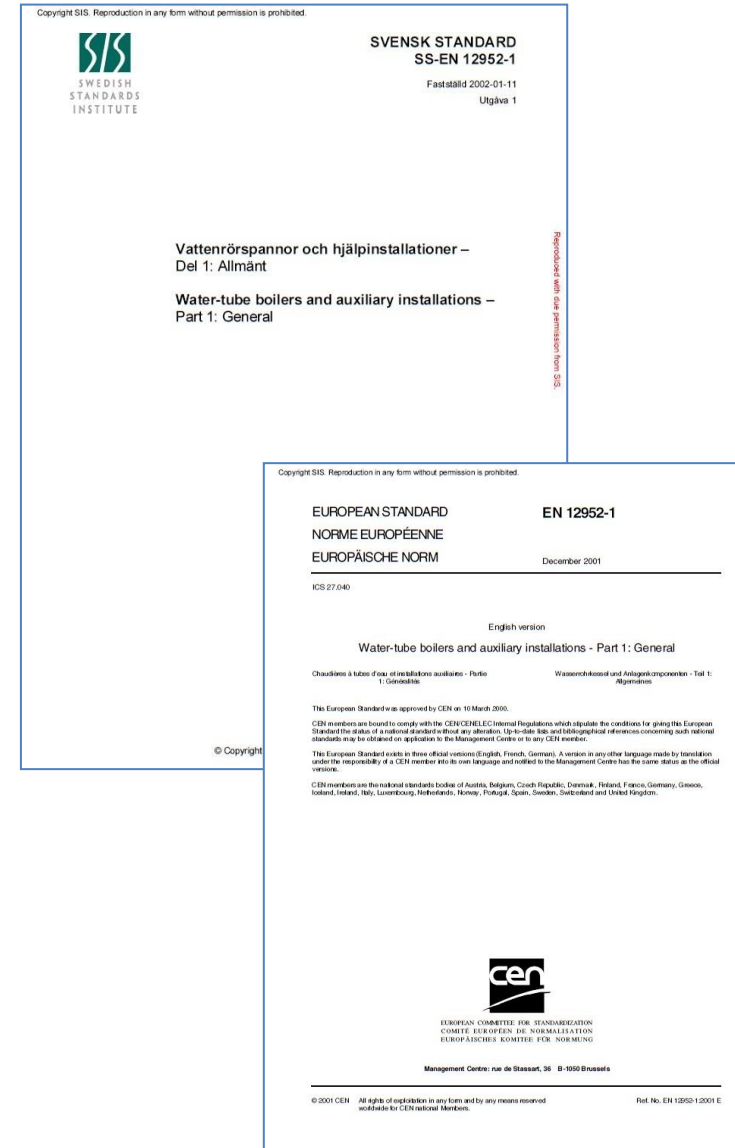 Copyright SIS. Reproduction in any form without permission is prohibited.
SIS
SWEDISH
STANDARDS
INSTITUTE
SVENSK STANDARD
SS-EN 12952-1
Fastställd 2002-01-11
Utgåva 1
Vattenrörspannor och hjälpinstallationer –
Del 1: Allmänt
Water-tube boilers and auxiliary installations –
Part 1: General
Reproduced with due permission from SIS.
© Copyright
Copyright SIS. Reproduction in any form without permission is prohibited.
EUROPEAN STANDARD
NORME EUROPÉENNE
EUROPÄISCHE NORM
EN 12952-1
December 2001
ICS 27.040
English version
Water-tube boilers and auxiliary installations - Part 1: General
Chaudières à tubes d'eau et installations auxiliaires - Partie
1: Généralités
Wasserrohrkessel und Anlagenkomponenten - Teil 1:
Allgemeines
This European Standard was approved by CEN on 10 March 2000.
CEN members are bound to comply with the CEN/CENELEC Internal Regulations which stipulate the conditions for giving this European
Standard the status of a national standard without any alteration. Up-to-date lists and bibliographical references concerning such national
standards may be obtained on application to the Management Centre or to any CEN member.
This European Standard exists in three official versions (English, French, German). A version in any other language made by translation
under the responsibility of a CEN member into its own language and notified to the Management Centre has the same status as the official
versions.
CEN members are the national standards bodies of Austria, Belgium, Czech Republic, Denmark, Finland, France, Germany, Greece,
Iceland, Ireland, Italy, Luxembourg, Netherlands, Norway, Portugal, Spain, Sweden, Switzerland and United Kingdom.
cen
EUROPEAN COMMITTEE FOR STANDARDIZATION
COMITÉ EUROPÉEN DE NORMALISATION
EUROPÄISCHES KOMITEE FÜR NORMUNG
Management Centre: rue de Stassart, 36 B-1050 Brussels
© 2001 CEN All rights of exploitation in any form and by any means reserved
worldwide for CEN national Members.
Ref. No. EN 12952-1:2001 E